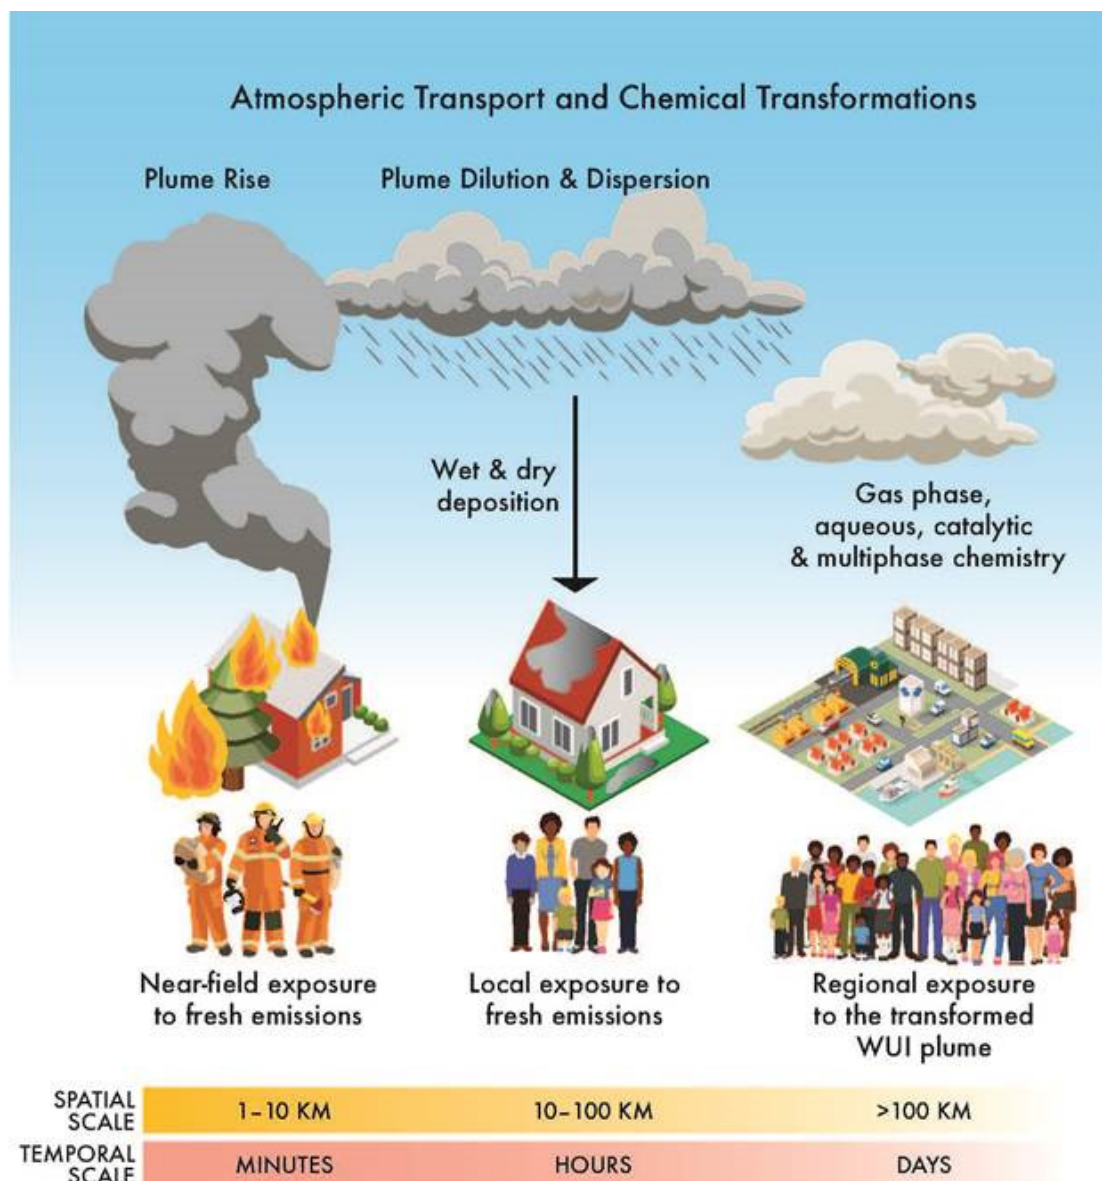 Atmospheric Transport and Chemical Transformations
Plume Rise
Plume Dilution & Dispersion
Wet & dry
deposition
Gas phase,
aqueous, catalytic
& multiphase chemistry
Near-field exposure
to fresh emissions
Local exposure to
fresh emissions
Regional exposure
to the transformed
WUI plume
SPATIAL
SCALE
1–10 KM
10–100 KM
>100 KM
TEMPORAL
SCALE
MINUTES
HOURS
DAYS